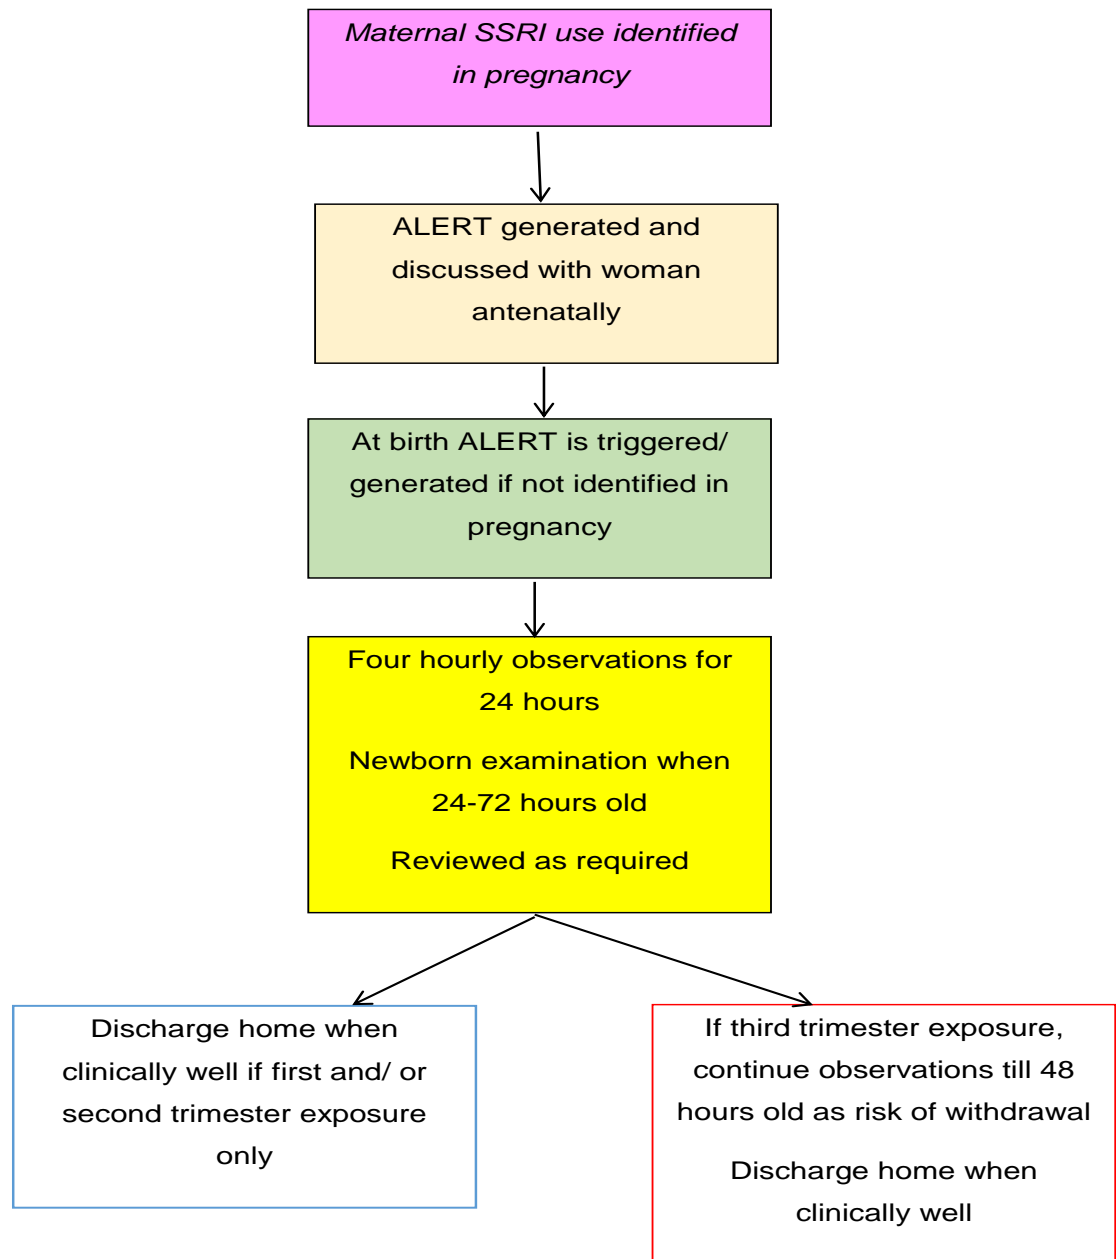 Maternal SSRI use identified
in pregnancy
ALERT generated and
discussed with woman
antenatally
At birth ALERT is triggered/
generated if not identified in
pregnancy
Four hourly observations for
24 hours
Newborn examination when
24-72 hours old
Reviewed as required
Discharge home when
clinically well if first and/ or
second trimester exposure
only
If third trimester exposure,
continue observations till 48
hours old as risk of withdrawal
Discharge home when
clinically well